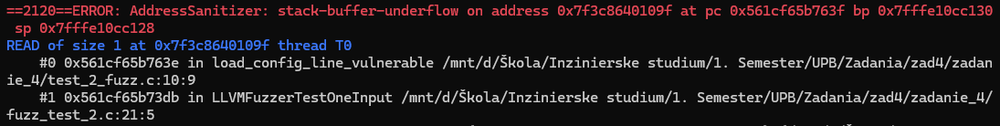 ==2120==ERROR: AddressSanitizer: stack-buffer-underflow on address 0x7f3c8640109f at pc 0x561cf65b763f bp 0x7fffe10cc130
 sp 0x7fffe10cc128
READ of size 1 at 0x7f3c8640109f thread T0
    #0 0x561cf65b763e in load_config_line_vulnerable /mnt/d/Škola/Inzinierske studium/1. Semester/UPB/Zadania/zad4/zadan
ie_4/test_2_fuzz.c:10:9
    #1 0x561cf65b73db in LLVMFuzzerTestOneInput /mnt/d/Škola/Inzinierske studium/1. Semester/UPB/Zadania/zad4/zadanie_4/
fuzz_test_2.c:21:5